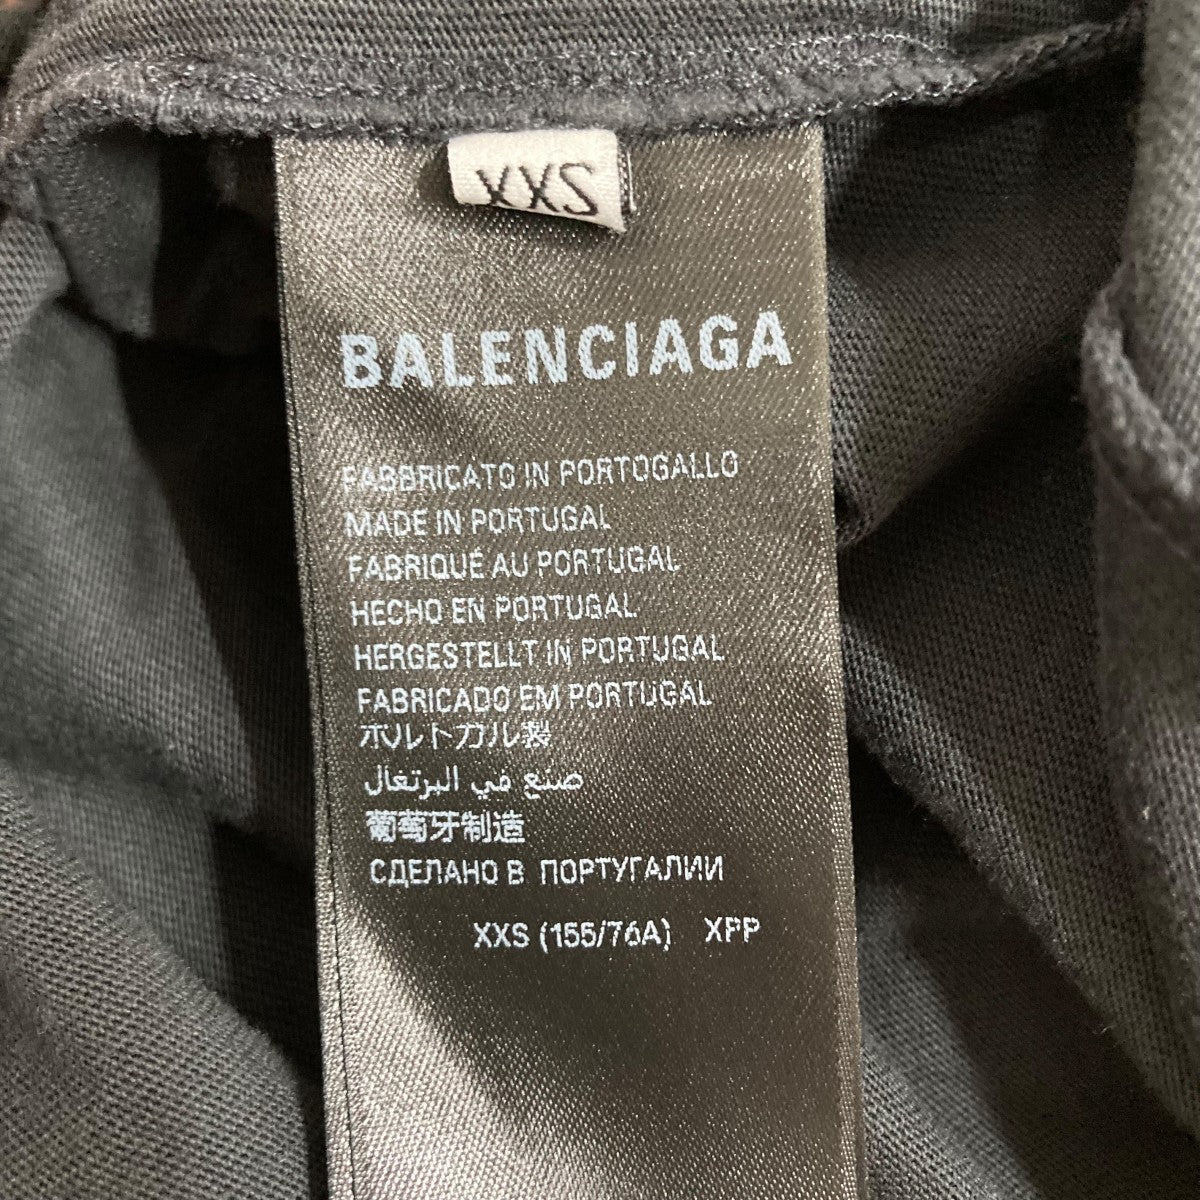 XXS
BALENCIAGA
FABBRICATO IN PORTOGALLO
MADE IN PORTUGAL
FABRIQUÉ AU PORTUGAL
HECHO EN PORTUGAL
HERGESTELLT IN PORTUGAL
FABRICADO EM PORTUGAL
ポルトガル製
صنع في البرتغال
葡萄牙制造
СДЕЛАНО В ПОРТУГАЛИИ
XXS (155/76A) XPP